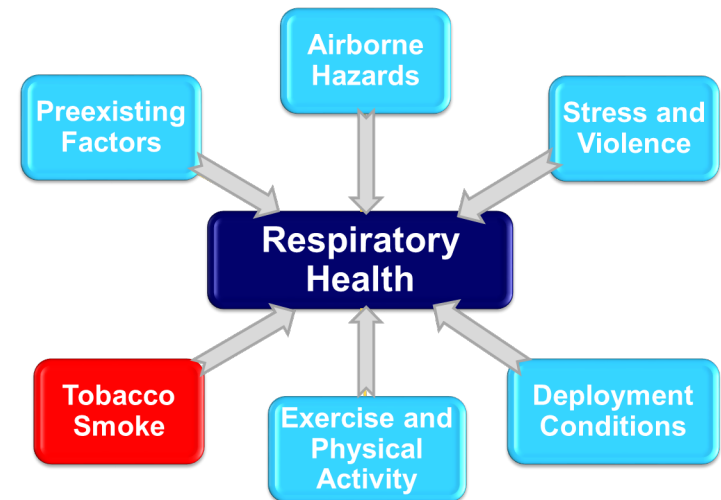 Airborne
Hazards
Preexisting
Factors
Stress and
Violence
Respiratory
Health
Tobacco
Smoke
Exercise and
Physical
Activity
Deployment
Conditions